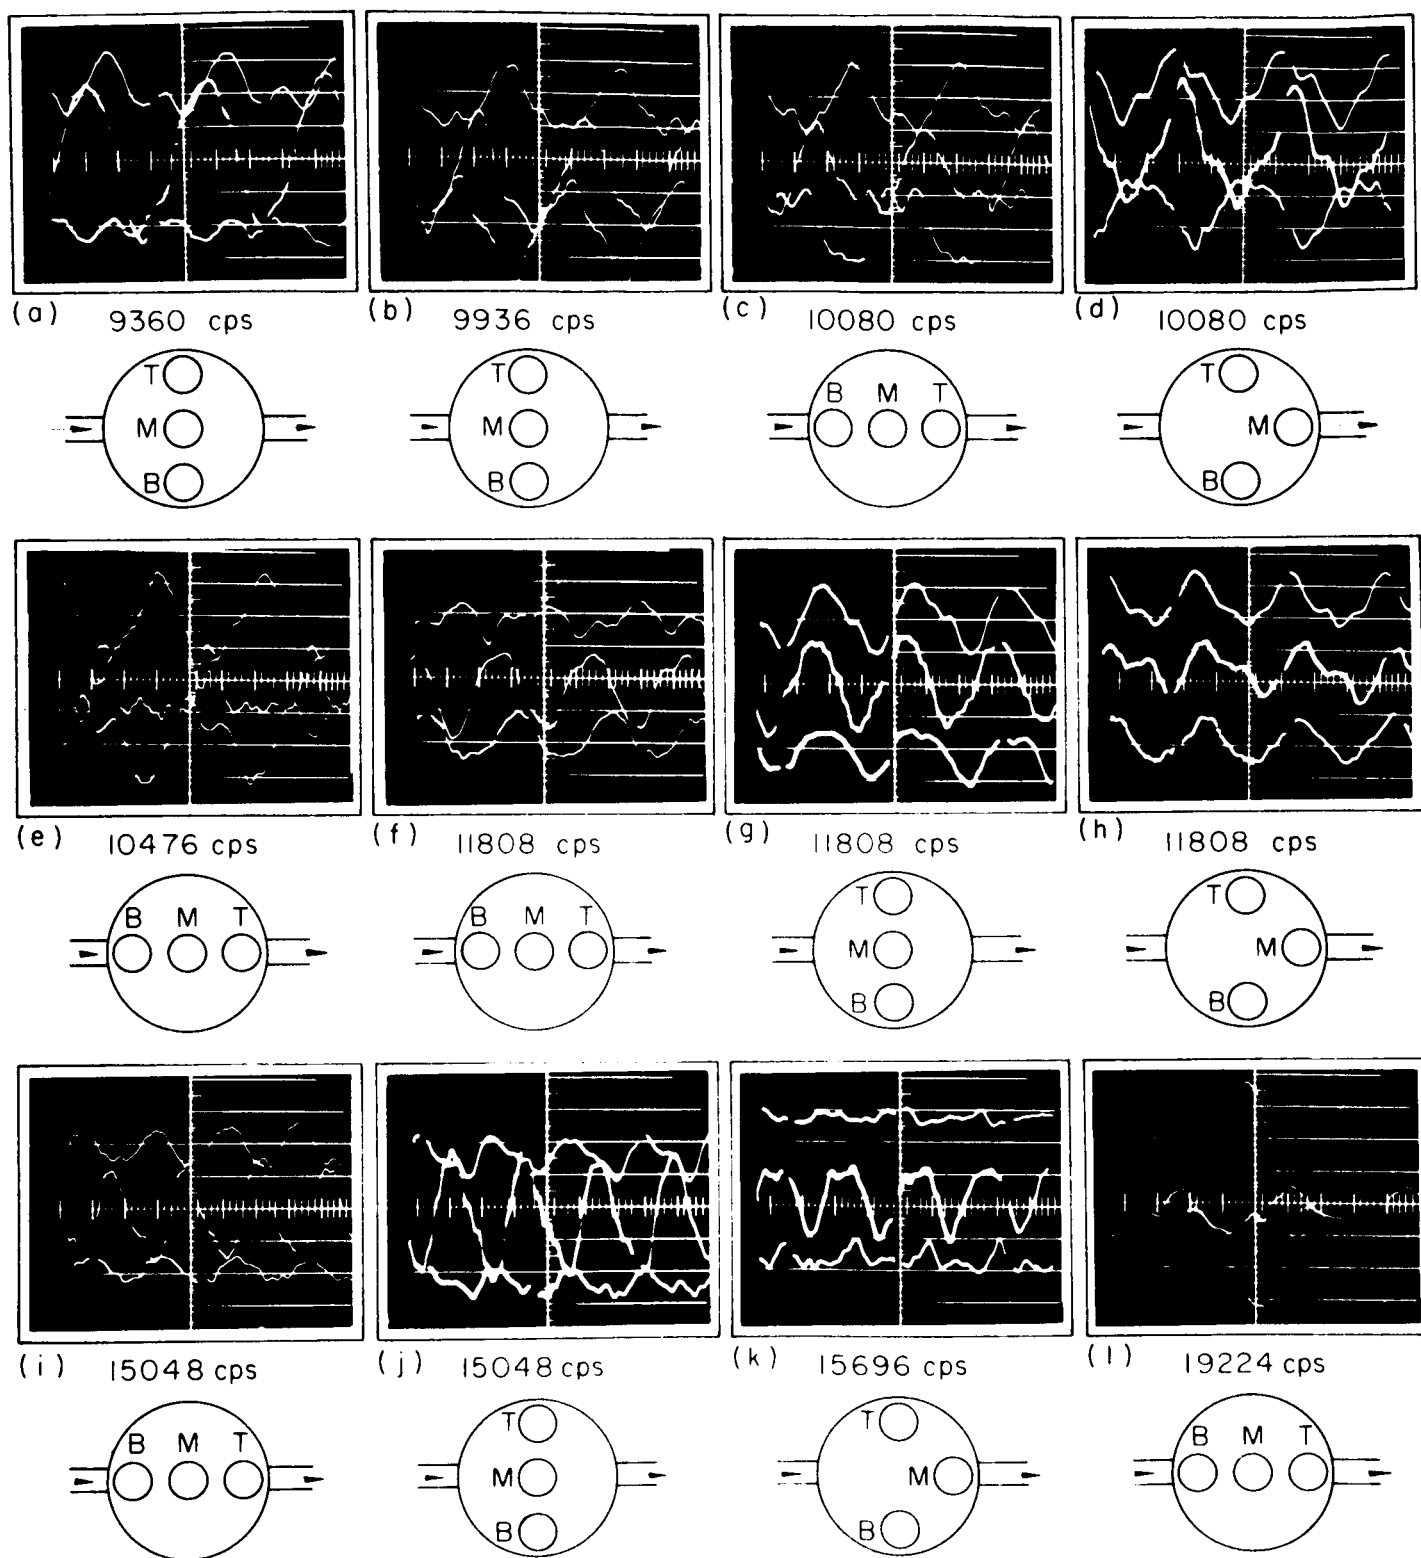 (a) (b) (c) (d)
9360 cps 9936 cps 10080 cps 10080 cps
T T T
B M T
M M M
B B B
(e) (f) (g) (h)
10476 cps 11808 cps 11808 cps 11808 cps
T T
B M T B M T
M M
B B
(i) (j) (k) (l)
15048 cps 15048 cps 15696 cps 19224 cps
T T
B M T B M T
M M
B B